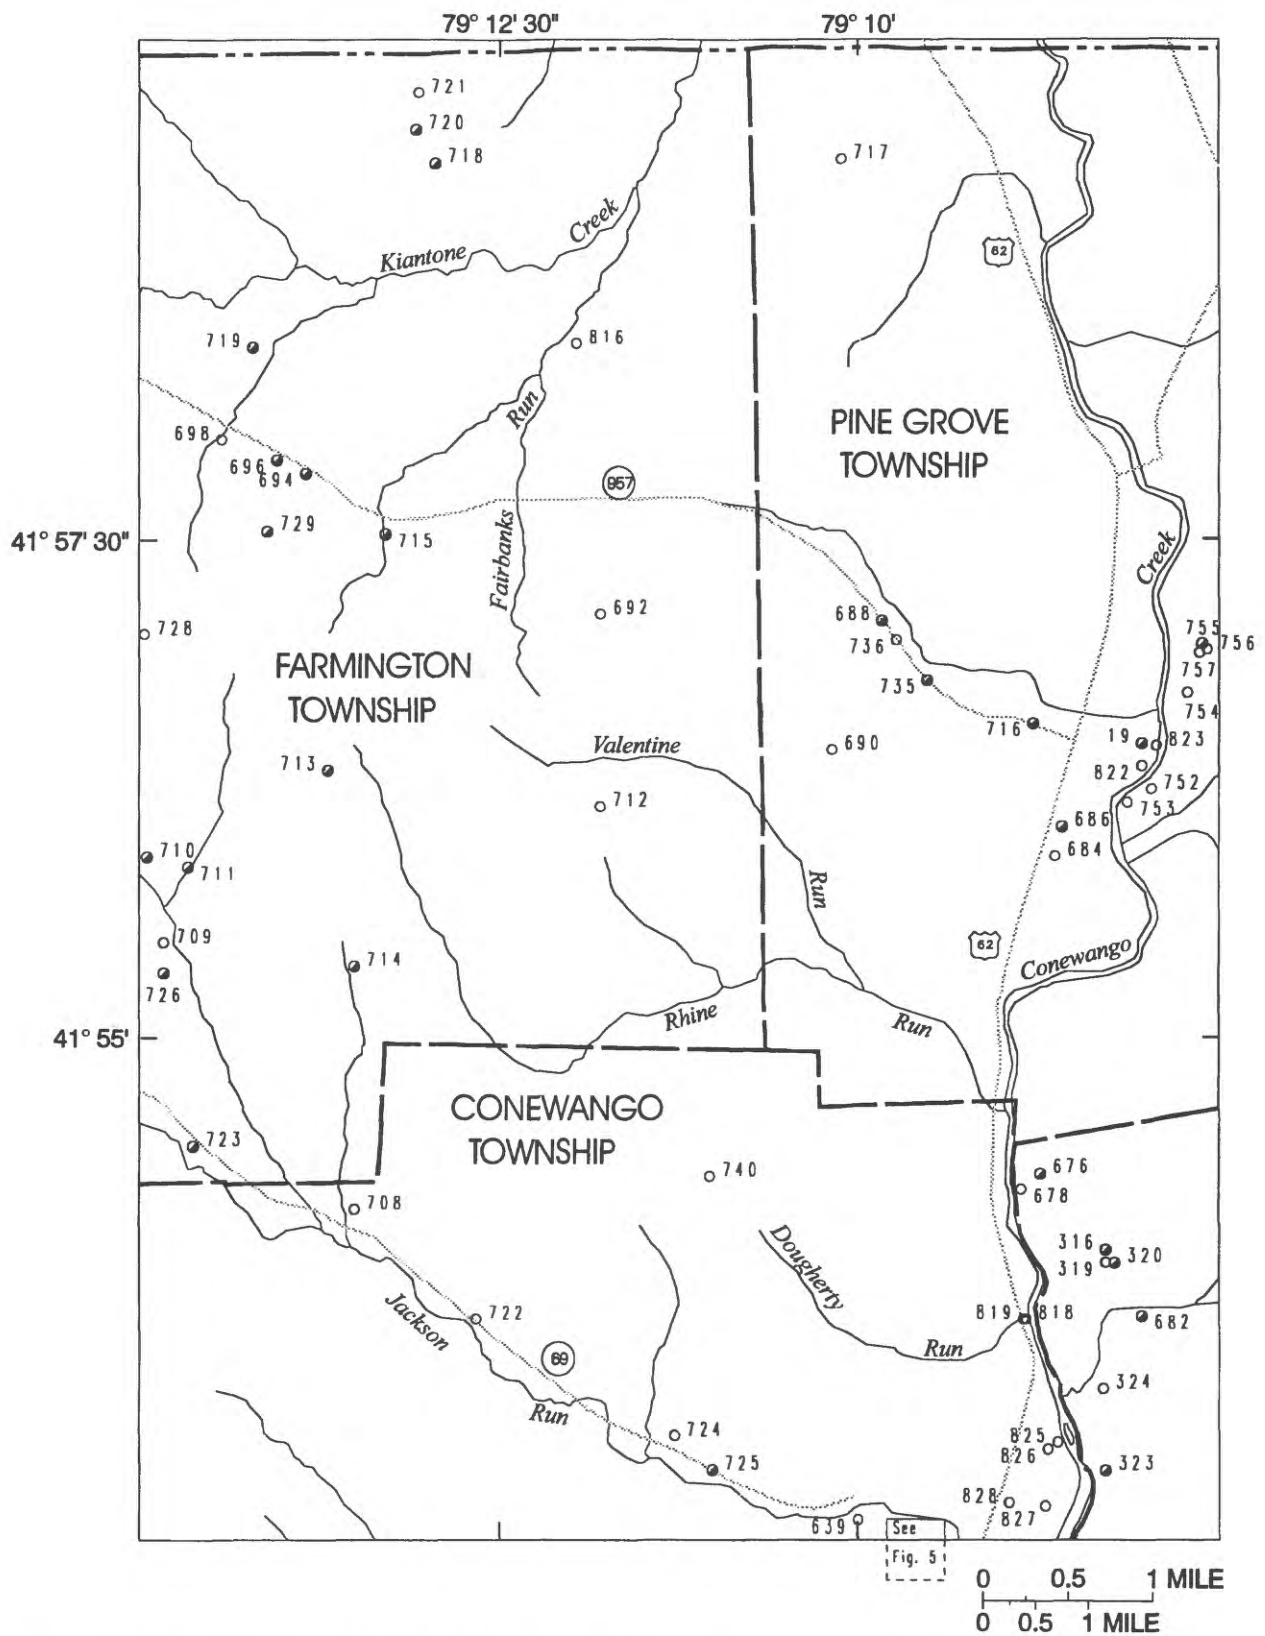 79° 12' 30"
79° 10'
721
720
718
717
Creek
Kiantone
62
719
816
Run
PINE GROVE
TOWNSHIP
698
696
694
957
729
715
41° 57' 30"
Creek
Fairbanks
692
688
736
728
755
756
757
FARMINGTON
TOWNSHIP
735
754
716
19
823
Valentine
690
713
822
752
712
753
686
710
684
711
Run
709
714
62
Conewango
726
Rhine
Run
41° 55'
CONEWANGO
TOWNSHIP
723
740
676
678
708
Dougherty
316
319
320
Jackson
722
819
818
682
69
Run
324
Run
724
825
826
725
323
828
827
639
See
Fig. 5
0 0.5 1 MILE
0 0.5 1 MILE